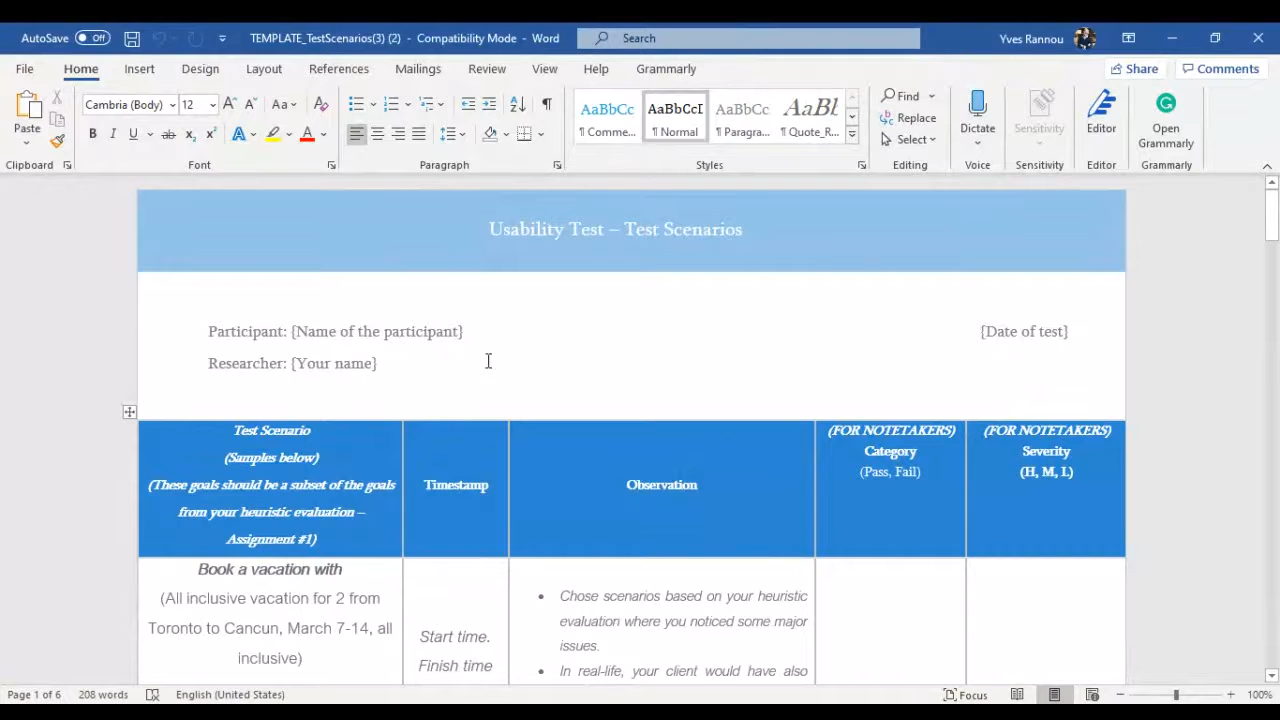 AutoSave Off TEMPLATE_TestScenarios(3) (2) - Compatibility Mode - Word Search Yves Rannou
File Home Insert Design Layout References Mailings Review View Help Grammarly Share Comments
Paste
Clipboard
Cambria (Body) 12 Aa
B I U ab x₂ x² A A
Font
Paragraph
AaBbCc AaBbCcI AaBbCc AaBl
¶ Comme... ¶ Normal ¶ Paragra... ¶ Quote_R...
Styles
Find
Replace
Select
Editing
Dictate
Voice
Sensitivity
Sensitivity
Editor
Editor
Open
Grammarly
Grammarly
Usability Test – Test Scenarios
Participant: {Name of the participant} {Date of test}
Researcher: {Your name}
Test Scenario
(Samples below)
(These goals should be a subset of the goals
from your heuristic evaluation –
Assignment #1)
Timestamp
Observation
(FOR NOTETAKERS)
Category
(Pass, Fail)
(FOR NOTETAKERS)
Severity
(H, M, L)
Book a vacation with
(All inclusive vacation for 2 from
Toronto to Cancun, March 7-14, all
inclusive)
Start time.
Finish time
• Chose scenarios based on your heuristic
evaluation where you noticed some major
issues.
• In real-life, your client would have also
Page 1 of 6 208 words English (United States) Focus 100%